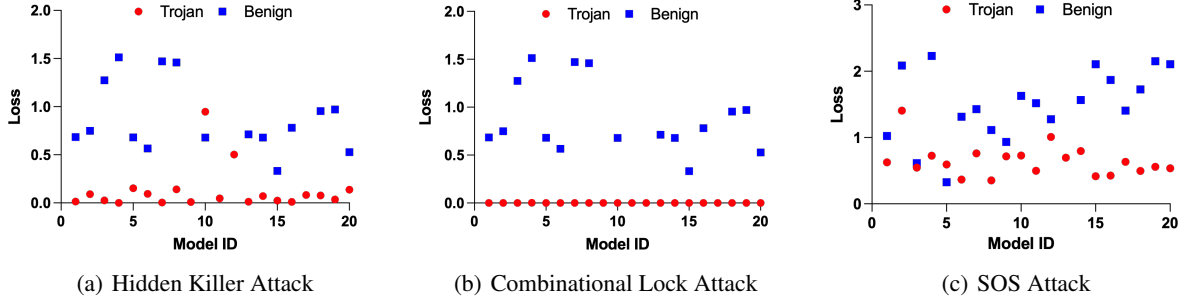 Trojan Benign
2.0
1.5
1.0
0.5
0.0
Loss
0 5 10 15 20
Model ID
(a) Hidden Killer Attack
Trojan Benign
2.0
1.5
1.0
0.5
0.0
Loss
0 5 10 15 20
Model ID
(b) Combinational Lock Attack
Trojan Benign
3
2
1
0
Loss
0 5 10 15 20
Model ID
(c) SOS Attack